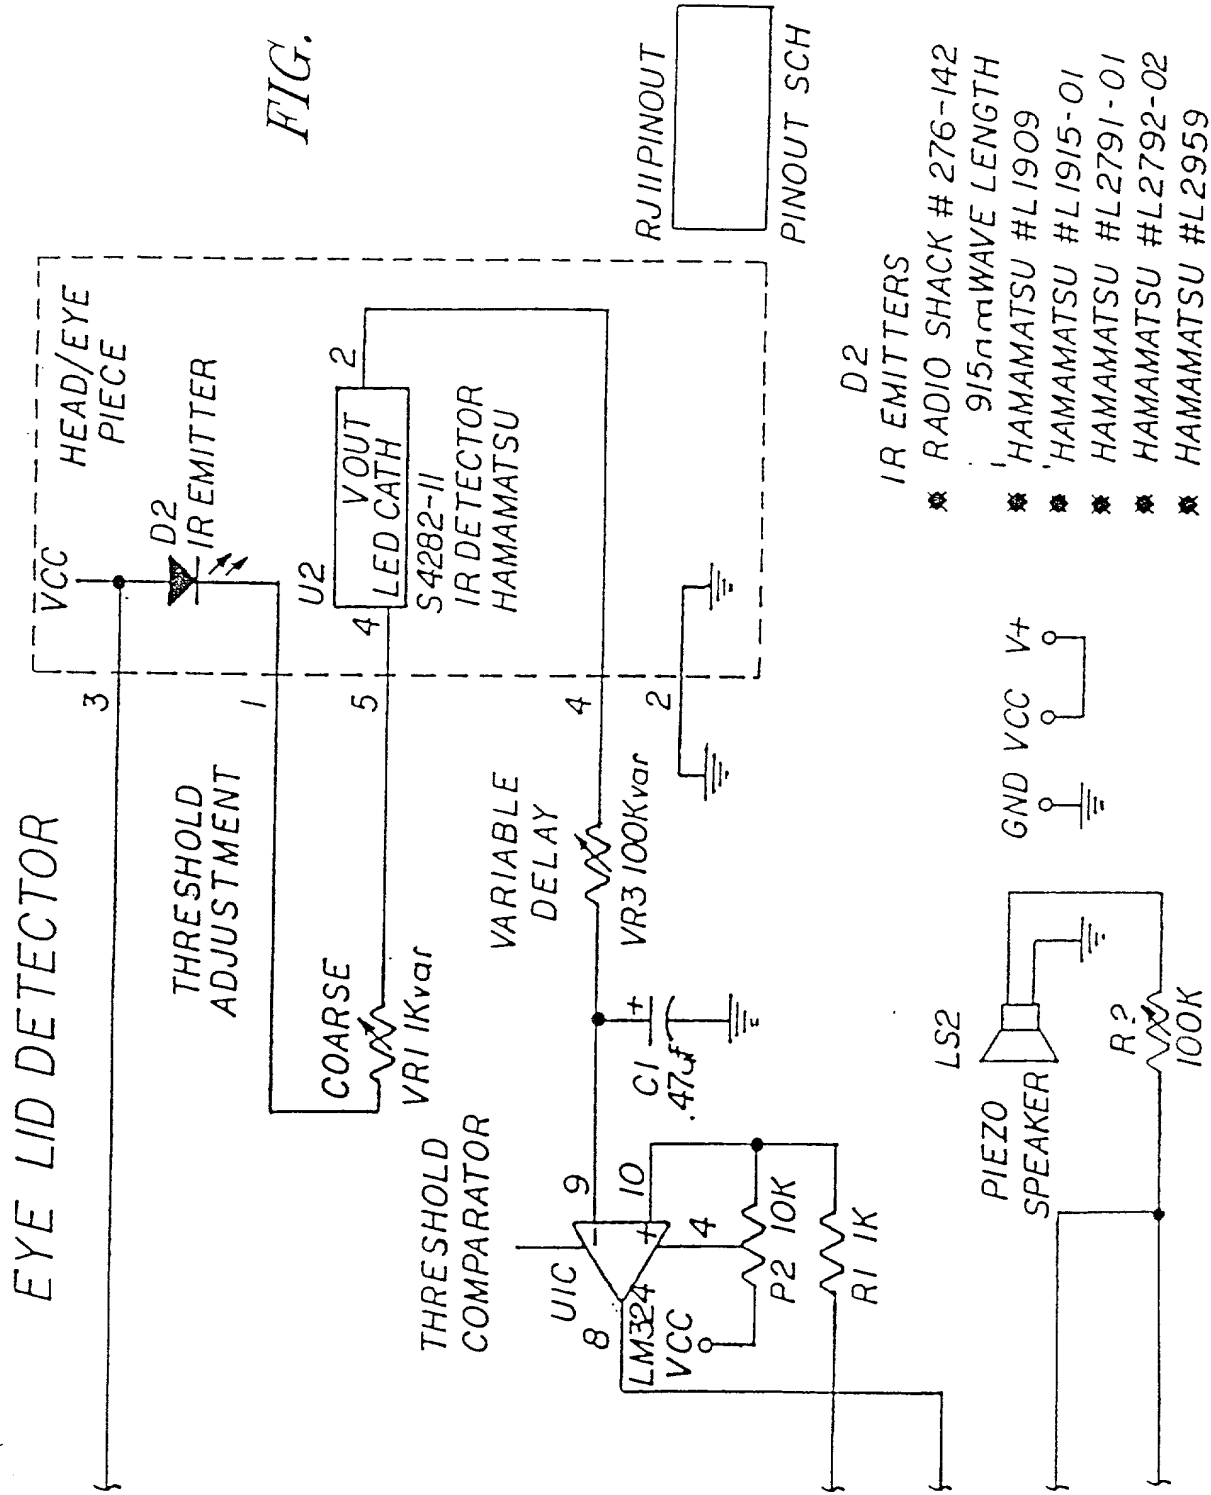 EYE LID DETECTOR
FIG.
VCC
HEAD/EYE
PIECE
D2
IR EMITTER
3
1
THRESHOLD
ADJUSTMENT
COARSE
VR1 1Kvar
5
4
U2
V OUT
LED CATH
2
S4282-11
IR DETECTOR
HAMAMATSU
THRESHOLD
COMPARATOR
VARIABLE
DELAY
VR3 100Kvar
4
2
U1C
9
10
8
4
LM324
VCC
+
C1
.47uf
P2 10K
R1 1K
RJ11PINOUT
PINOUT SCH
PIEZO
SPEAKER
LS2
R?
100K
GND VCC V+
D2
IR EMITTERS
※ RADIO SHACK # 276-142
915nm WAVE LENGTH
※ 'HAMAMATSU #L1909
※ 'HAMAMATSU #L1915-01
※ HAMAMATSU #L2791-01
※ HAMAMATSU #L2792-02
※ HAMAMATSU #L2959